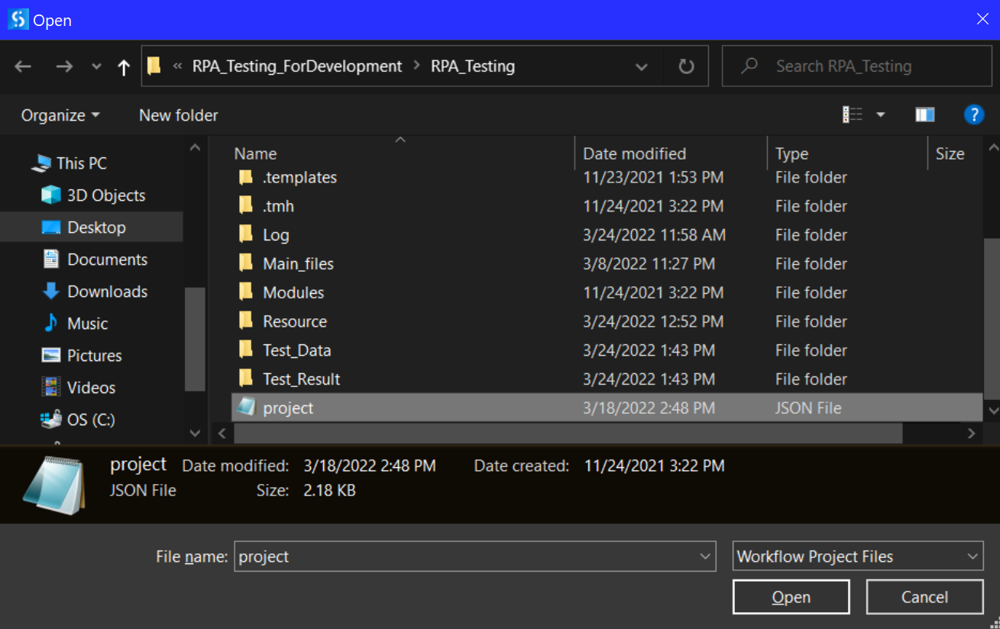 Open
« RPA_Testing_ForDevelopment > RPA_Testing
Search RPA_Testing
Organize
New folder
?
This PC
3D Objects
Desktop
Documents
Downloads
Music
Pictures
Videos
OS (C:)
Name Date modified Type Size
.templates 11/23/2021 1:53 PM File folder
.tmh 11/24/2021 3:22 PM File folder
Log 3/24/2022 11:58 AM File folder
Main_files 3/8/2022 11:27 PM File folder
Modules 11/24/2021 3:22 PM File folder
Resource 3/24/2022 12:52 PM File folder
Test_Data 3/24/2022 1:43 PM File folder
Test_Result 3/24/2022 1:43 PM File folder
project 3/18/2022 2:48 PM JSON File
project Date modified: 3/18/2022 2:48 PM Date created: 11/24/2021 3:22 PM
JSON File Size: 2.18 KB
File name: project Workflow Project Files
Open Cancel